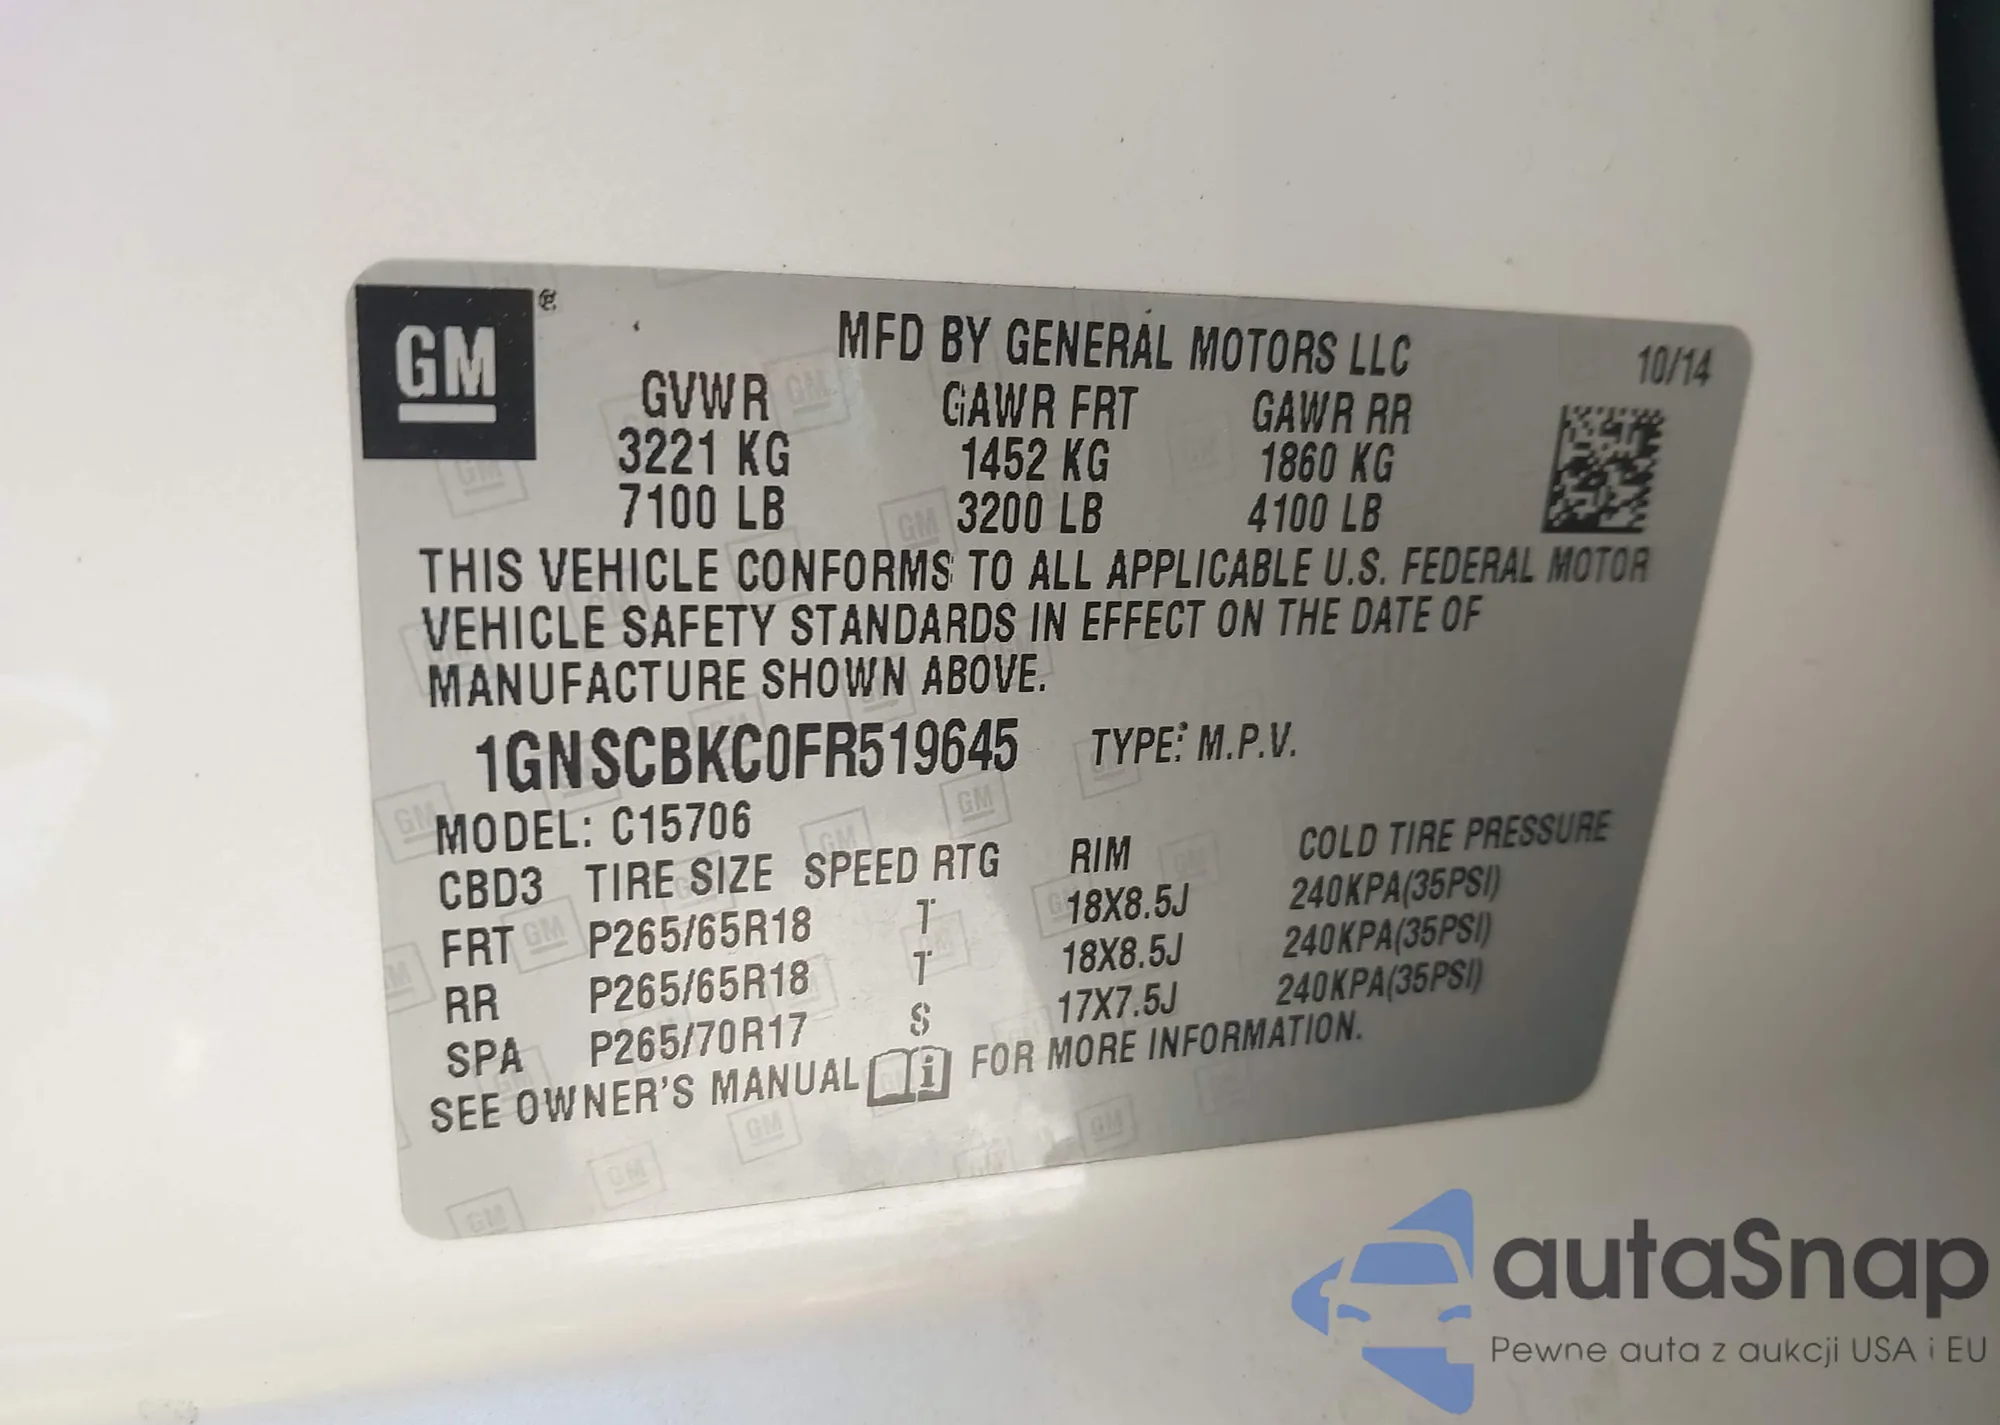 GM ®
MFD BY GENERAL MOTORS LLC 10/14
GVWR GAWR FRT GAWR RR
3221 KG 1452 KG 1860 KG
7100 LB 3200 LB 4100 LB
THIS VEHICLE CONFORMS TO ALL APPLICABLE U.S. FEDERAL MOTOR
VEHICLE SAFETY STANDARDS IN EFFECT ON THE DATE OF
MANUFACTURE SHOWN ABOVE.
1GNSCBKC0FR519645 TYPE: M.P.V.
MODEL: C15706
CBD3 TIRE SIZE SPEED RTG RIM COLD TIRE PRESSURE
FRT P265/65R18 T 18X8.5J 240KPA(35PSI)
RR P265/65R18 T 18X8.5J 240KPA(35PSI)
SPA P265/70R17 S 17X7.5J 240KPA(35PSI)
SEE OWNER'S MANUAL i FOR MORE INFORMATION.
autaSnap
Pewne auta z aukcji USA i EU